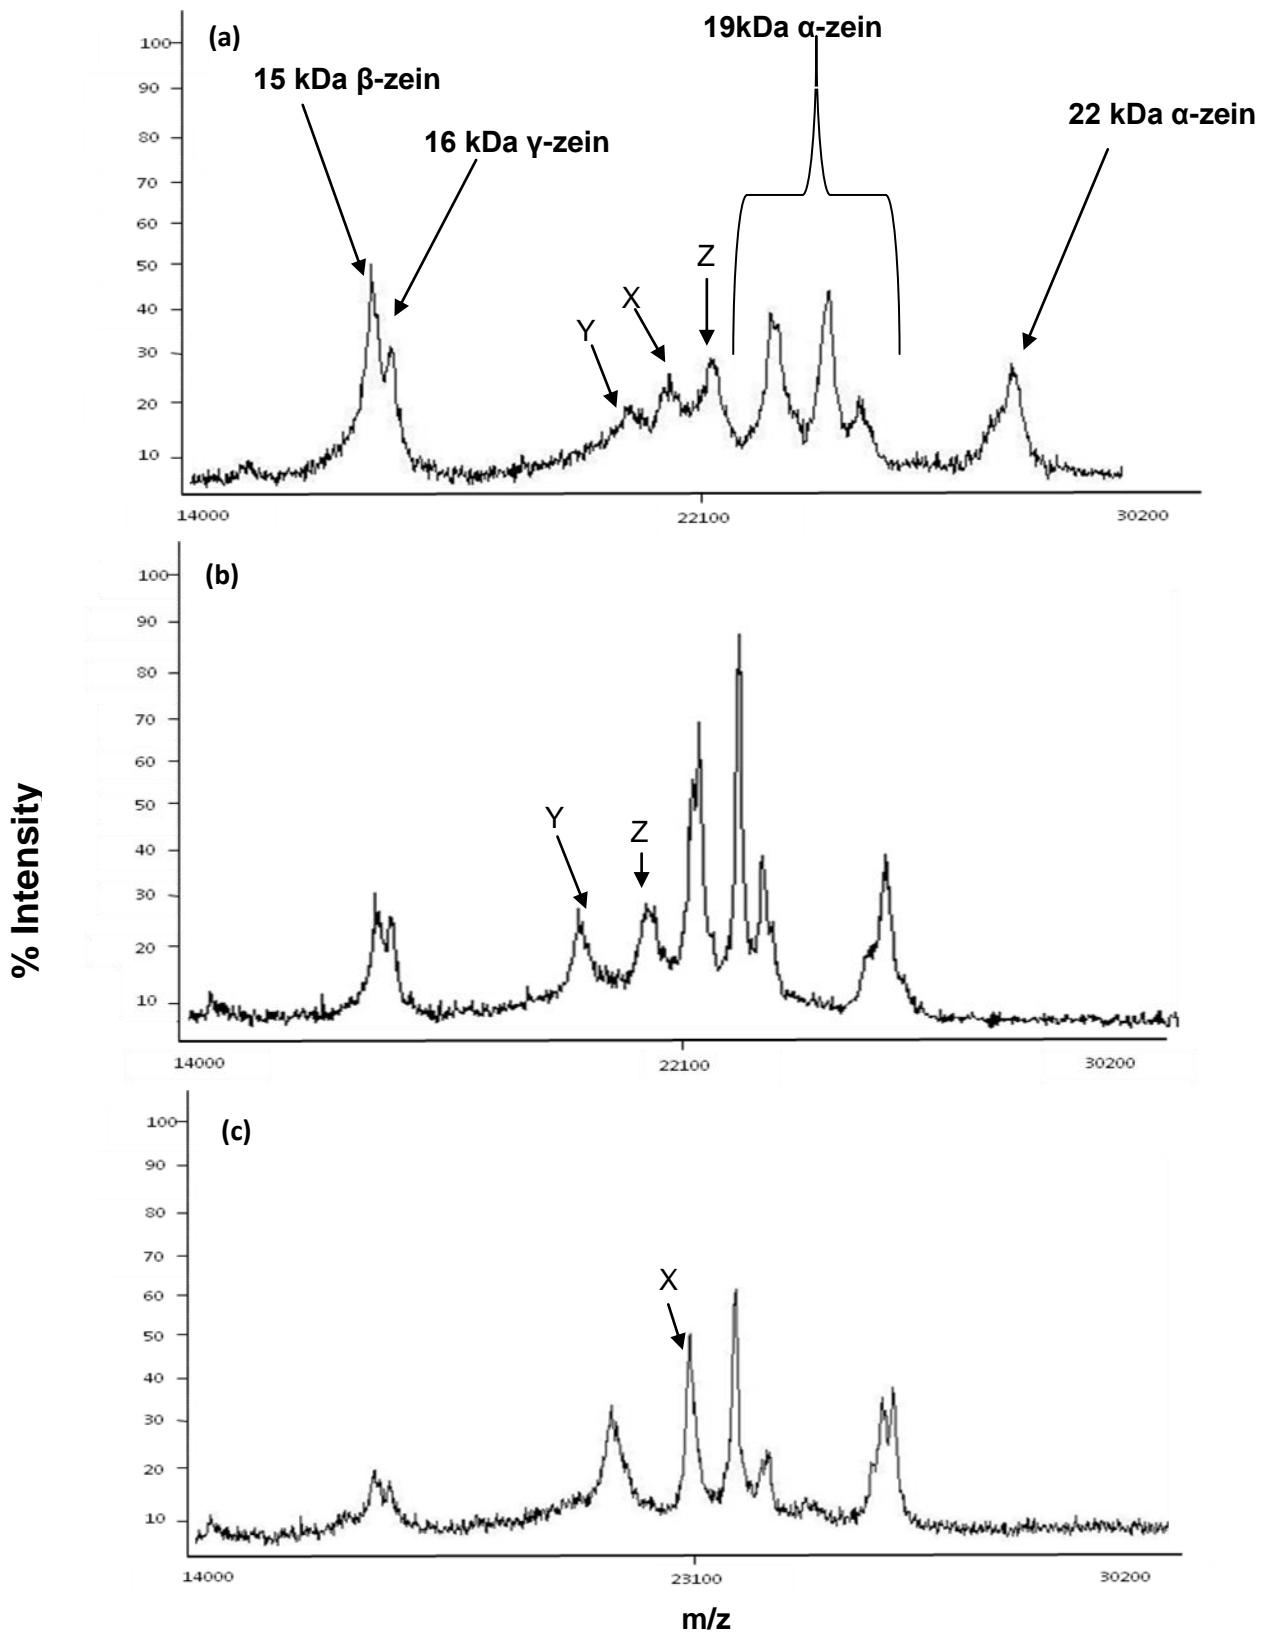 (a)
19kDa α-zein
15 kDa β-zein
22 kDa α-zein
16 kDa γ-zein
Z
X
Y
100
90
80
70
60
50
40
30
20
10
14000
22100
30200
(b)
Y
Z
100
90
80
70
60
50
40
30
20
10
14000
22100
30200
% Intensity
(c)
X
100
90
80
70
60
50
40
30
20
10
14000
23100
30200
m/z